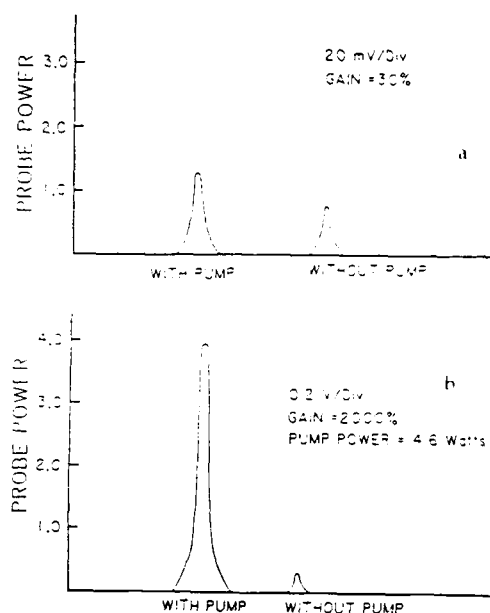 20 mV/Div
GAIN = 30%
3.0
2.0
1.0
PROBE POWER
a
WITH PUMP
WITHOUT PUMP
4.0
3.0
2.0
1.0
PROBE POWER
b
0.2 V/Div
GAIN = 2000%
PUMP POWER = 4.6 Watts
WITH PUMP
WITHOUT PUMP